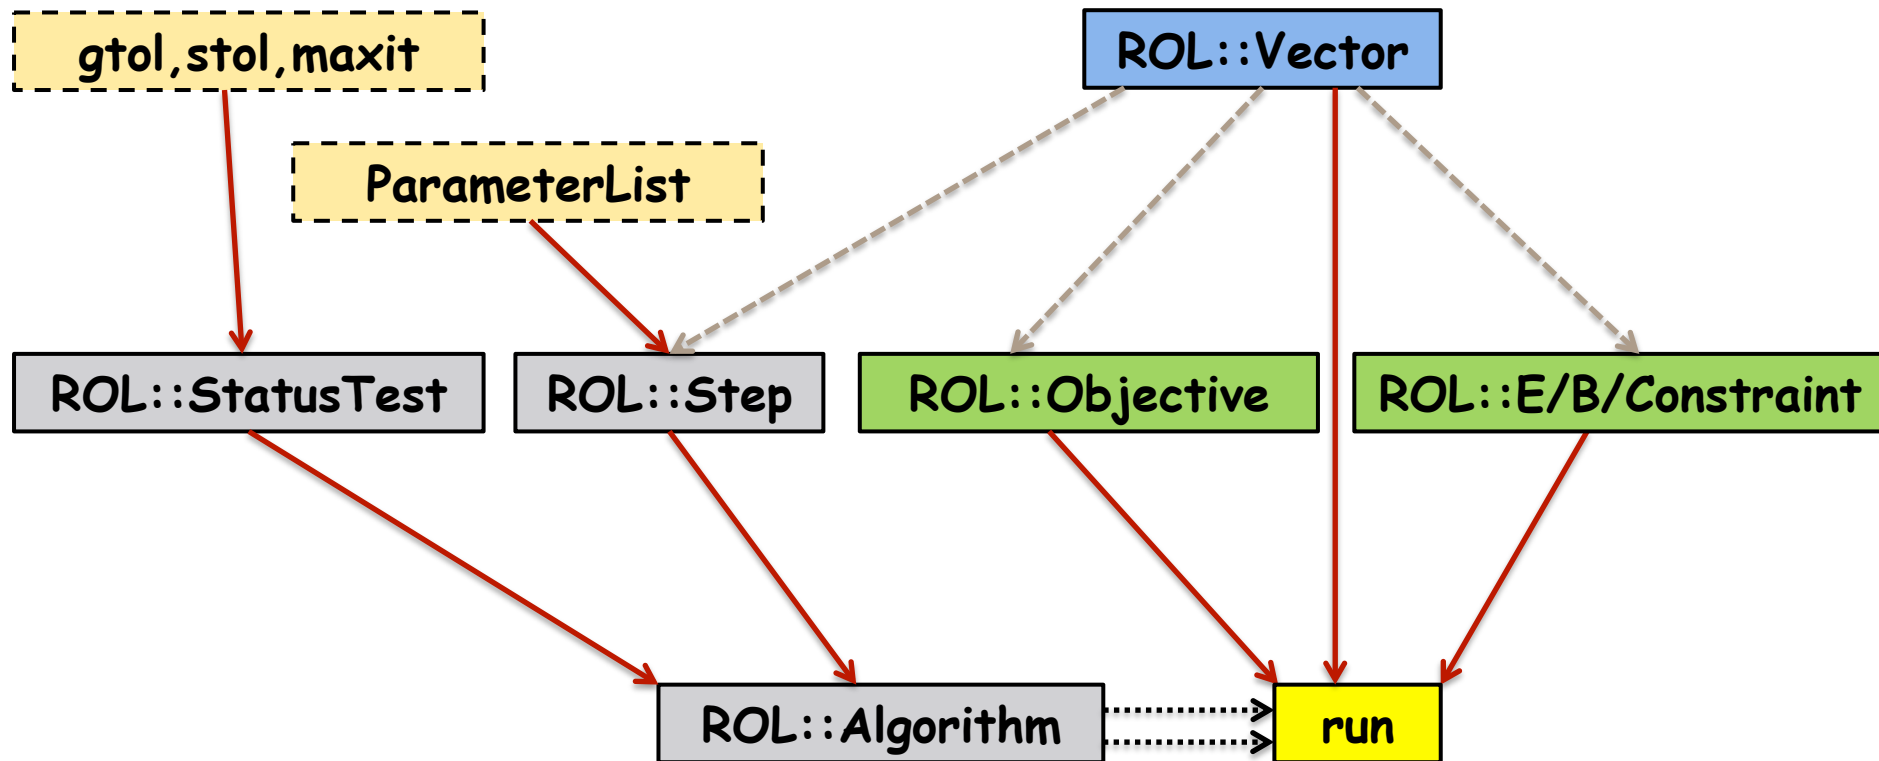 gtol,stol,maxit
ROL::Vector
ParameterList
ROL::StatusTest
ROL::Step
ROL::Objective
ROL::E/B/Constraint
ROL::Algorithm
run